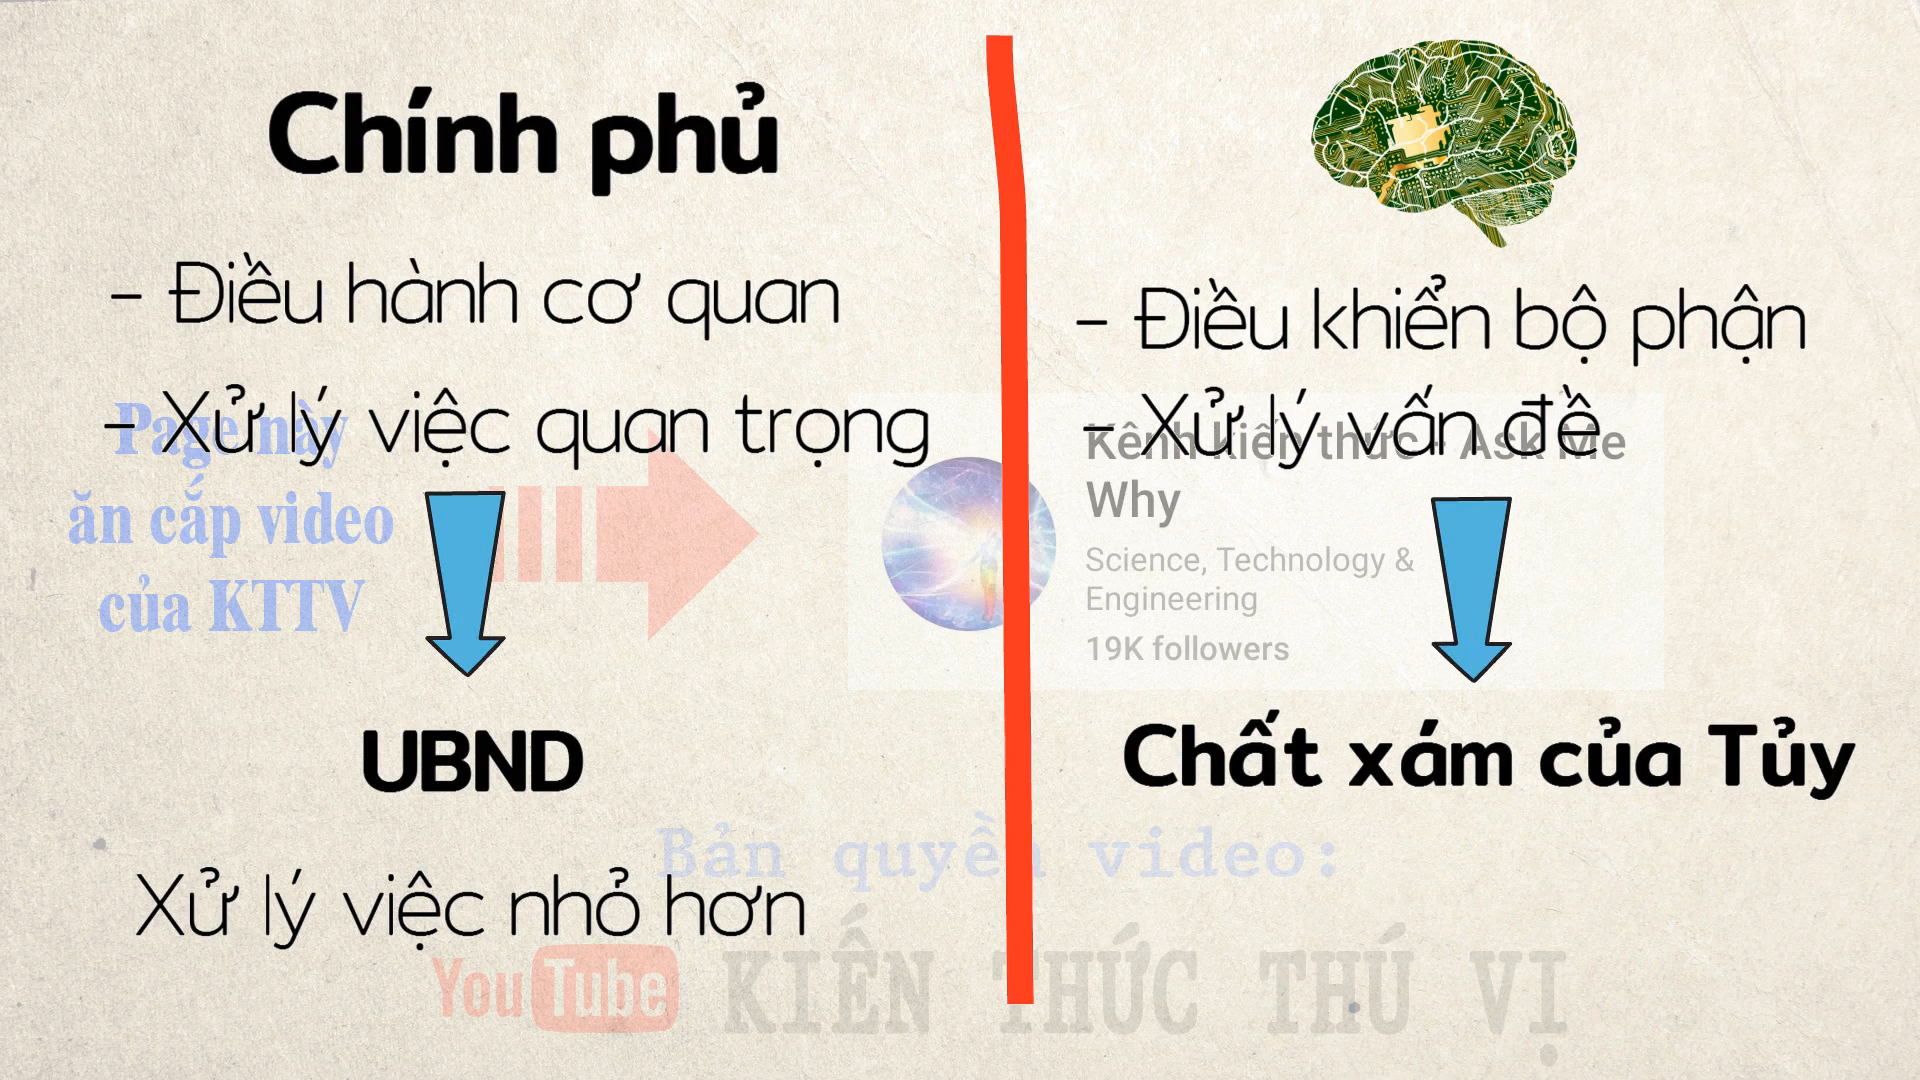 Chính phủ
- Điều hành cơ quan
- Xử lý việc quan trọng
UBND
Xử lý việc nhỏ hơn
- Điều khiển bộ phận
- Xử lý vấn đề
Chất xám của Tủy
Page này
ăn cắp video
của KTTV
Kênh kiến thức - Ask Me
Why
Science, Technology &
Engineering
19K followers
Bản quyền video:
YouTube KIẾN THỨC THÚ VỊ